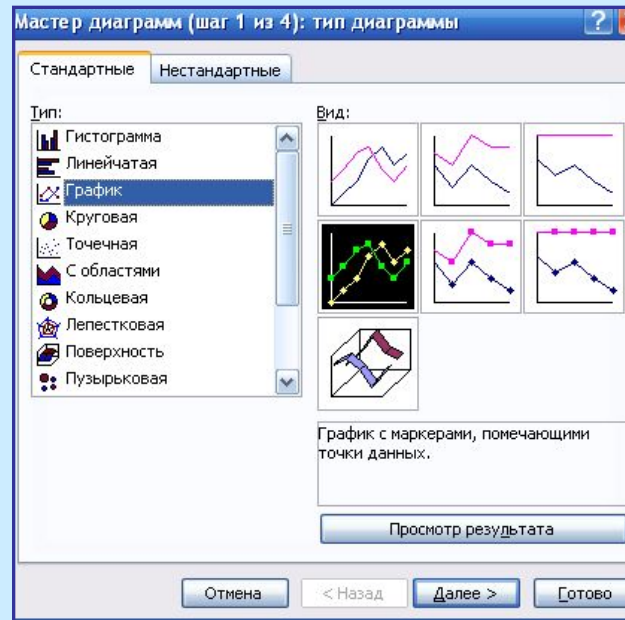 Мастер диаграмм (шаг 1 из 4): тип диаграммы
?
Стандартные Нестандартные
Тип:
Гистограмма
Линейчатая
График
Круговая
Точечная
С областями
Кольцевая
Лепестковая
Поверхность
Пузырьковая
Вид:
График с маркерами, помечающими
точки данных.
Просмотр результата
Отмена < Назад Далее > Готово